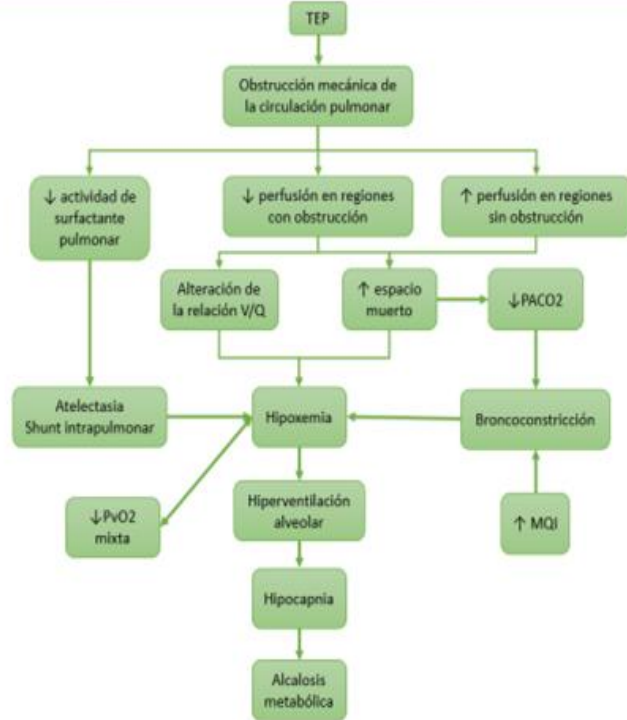 TEP
Obstrucción mecánica de
la circulación pulmonar
↓ actividad de
surfactante
pulmonar
↓ perfusión en regiones
con obstrucción
↑ perfusión en regiones
sin obstrucción
Alteración de
la relación V/Q
↑ espacio
muerto
↓PACO2
Atelectasia
Shunt intrapulmonar
Hipoxemia
Broncoconstricción
↓PvO2
mixta
Hiperventilación
alveolar
↑ MQI
Hipocapnia
Alcalosis
metabólica